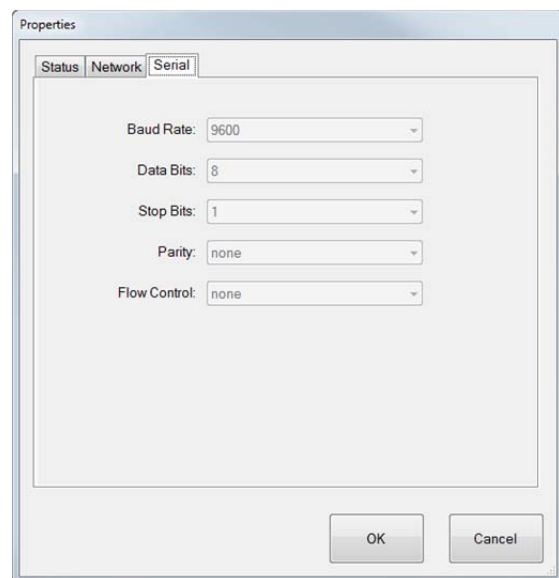 Properties
Status Network Serial
Baud Rate: 9600
Data Bits: 8
Stop Bits: 1
Parity: none
Flow Control: none
OK Cancel